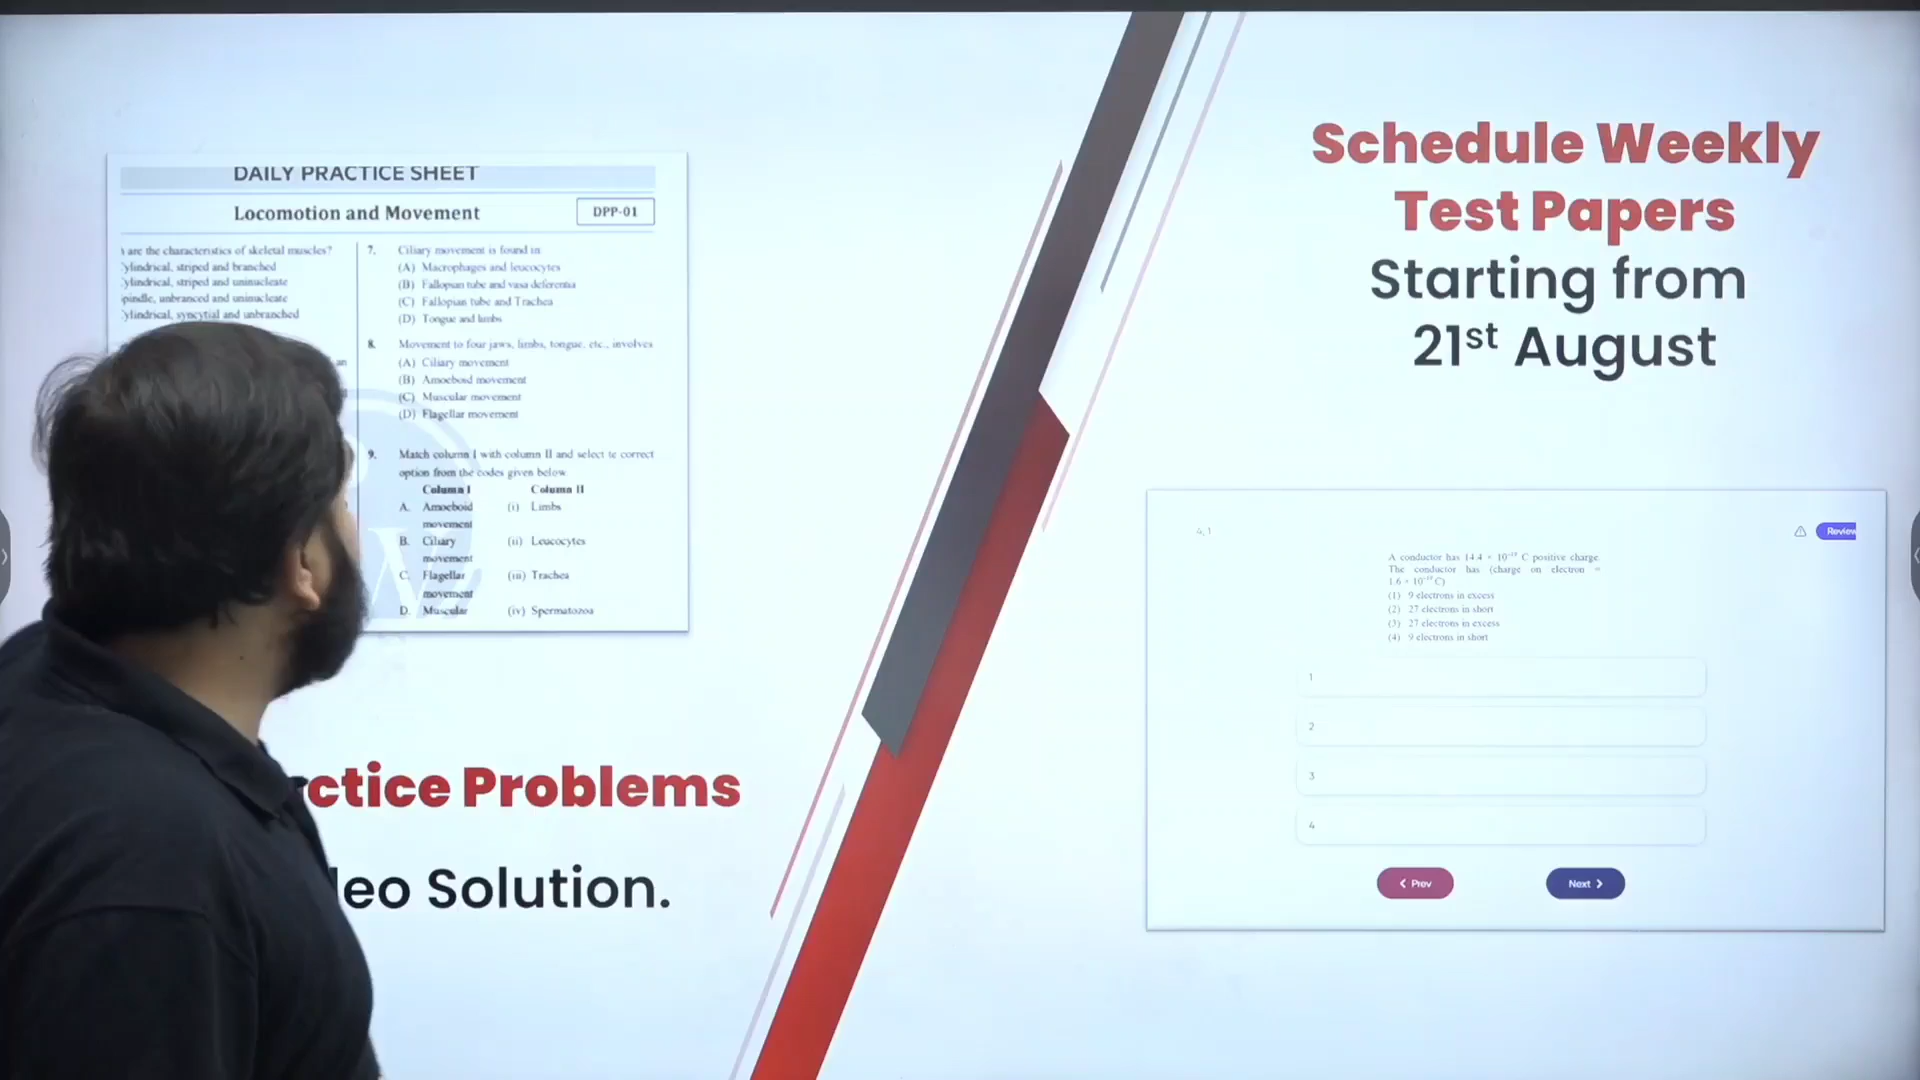 DAILY PRACTICE SHEET
Locomotion and Movement
DPP-01
are the characteristics of skeletal muscles?
ylindrical, striped and branched
ylindrical, striped and uninucleate
pindle, unbranced and uninucleate
ylindrical, syncytial and unbranched
an
7. Ciliary movement is found in
(A) Macrophages and leucocytes
(B) Fallopian tube and vasa deferentia
(C) Fallopian tube and Trachea
(D) Tongue and limbs
8. Movement to four jaws, limbs, tongue, etc., involves
(A) Ciliary movement
(B) Amoeboid movement
(C) Muscular movement
(D) Flagellar movement
9. Match column I with column II and select te correct
option from the codes given below
Column I Column II
A. Amoeboid (i) Limbs
movement
B. Ciliary (ii) Leucocytes
movement
C. Flagellar (iii) Trachea
movement
D. Muscular (iv) Spermatozoa
ctice Problems
eo Solution.
Schedule Weekly
Test Papers
Starting from
21st August
4, 1
Review
A conductor has 14.4 × 10⁻¹⁹ C positive charge.
The conductor has (charge on electron =
1.6 × 10⁻¹⁹ C)
(1) 9 electrons in excess
(2) 27 electrons in short
(3) 27 electrons in excess
(4) 9 electrons in short
1
2
3
4
Prev
Next